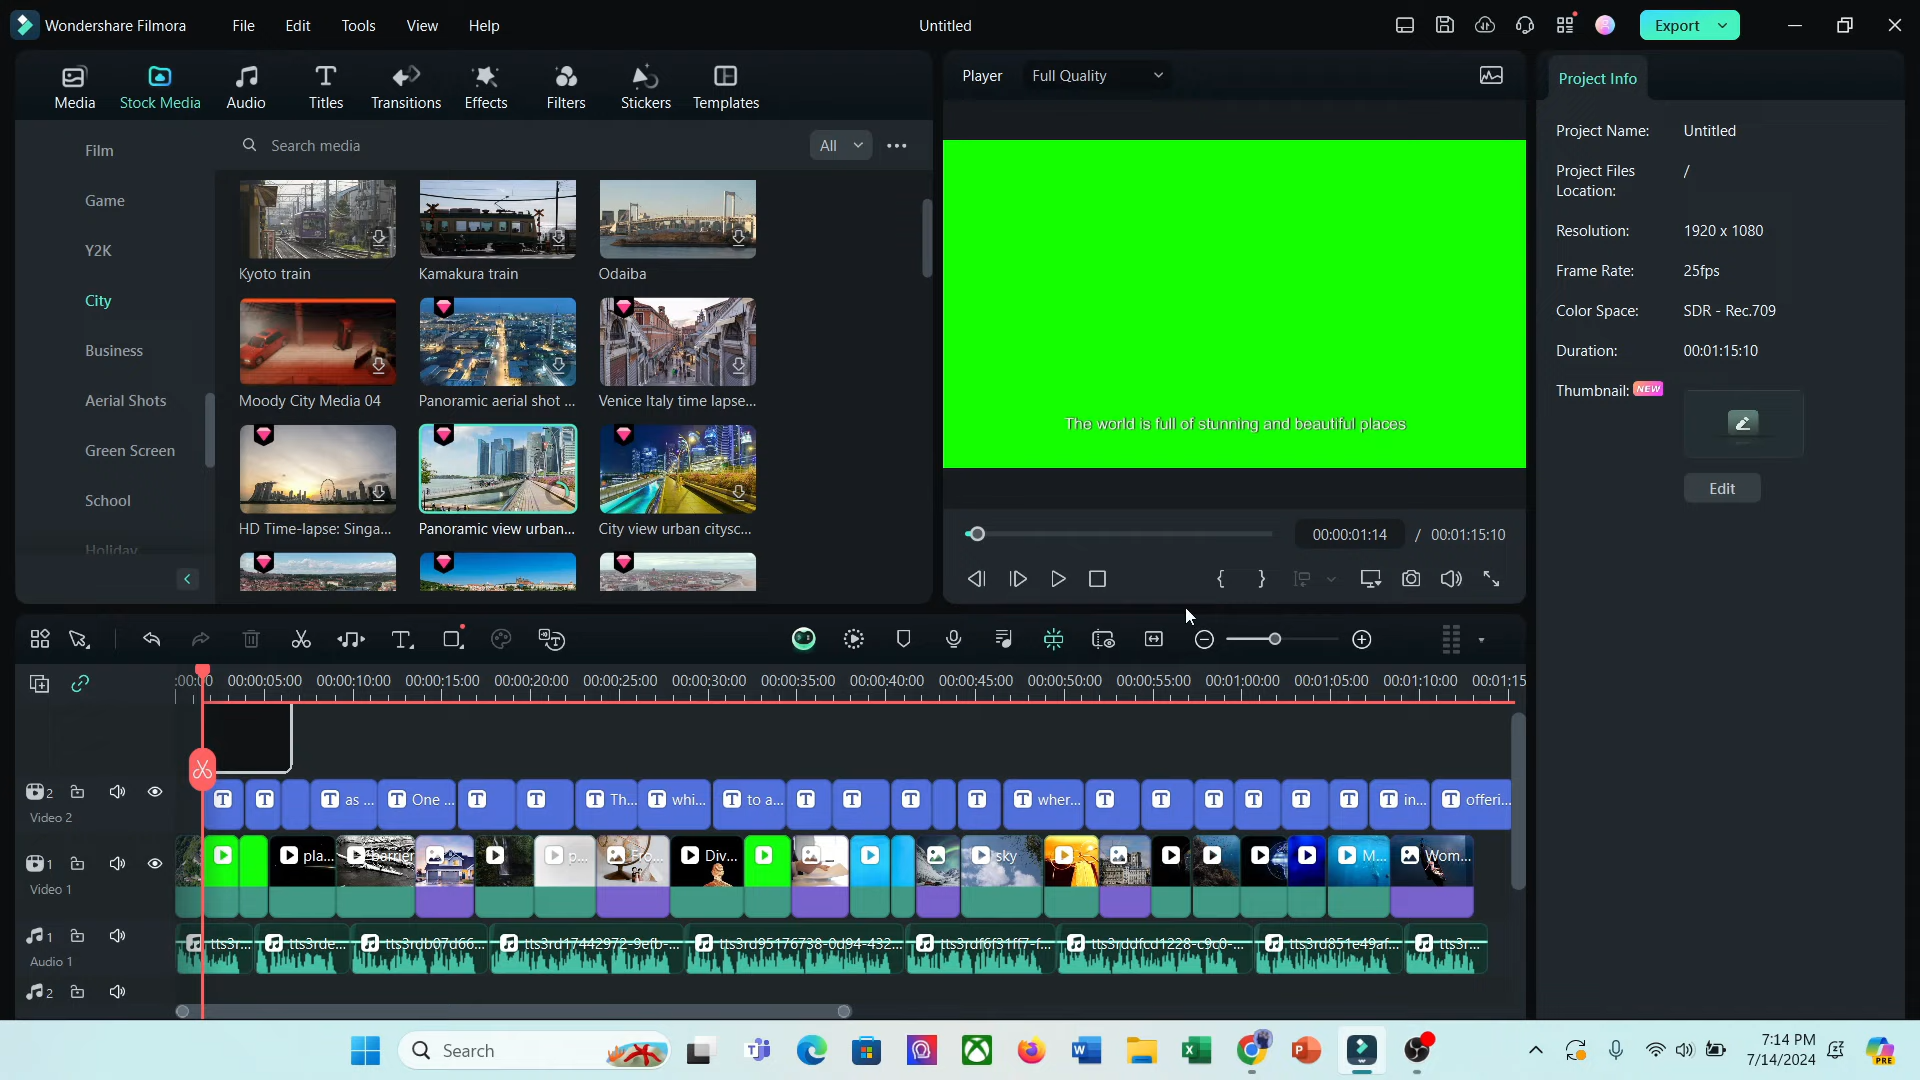 Wondershare Filmora
File
Edit
Tools
View
Help
Untitled
Export
Media
Stock Media
Audio
Titles
Transitions
Effects
Filters
Stickers
Templates
Player
Full Quality
Project Info
Film
Game
Y2K
City
Business
Aerial Shots
Green Screen
School
Holiday
Search media
All
Kyoto train
Kamakura train
Odaiba
Moody City Media 04
Panoramic aerial shot ...
Venice Italy time lapse...
HD Time-lapse: Singa...
Panoramic view urban...
City view urban citysc...
The world is full of stunning and beautiful places
00:00:01:14 / 00:01:15:10
Project Name: Untitled
Project Files Location: /
Resolution: 1920 x 1080
Frame Rate: 25fps
Color Space: SDR - Rec.709
Duration: 00:01:15:10
Thumbnail: NEW
Edit
:00:00 00:00:05:00 00:00:10:00 00:00:15:00 00:00:20:00 00:00:25:00 00:00:30:00 00:00:35:00 00:00:40:00 00:00:45:00 00:00:50:00 00:00:55:00 00:01:00:00 00:01:05:00 00:01:10:00 00:01:15
2
Video 2
as ...
One ...
Th...
whi...
to a...
wher...
in...
offeri...
1
Video 1
pla...
barrier
p...
Fro...
Div...
sky
M...
Wom...
1
Audio 1
tts3r...
tts3rde...
tts3rdb07d66...
tts3rd17442972-9efb-...
tts3rd95176738-0d94-432...
tts3rdf6f31ff7-f...
tts3rddfcd1228-c9c0-...
tts3rd851e49af...
tts3r...
2
Search
7:14 PM
7/14/2024
PRE